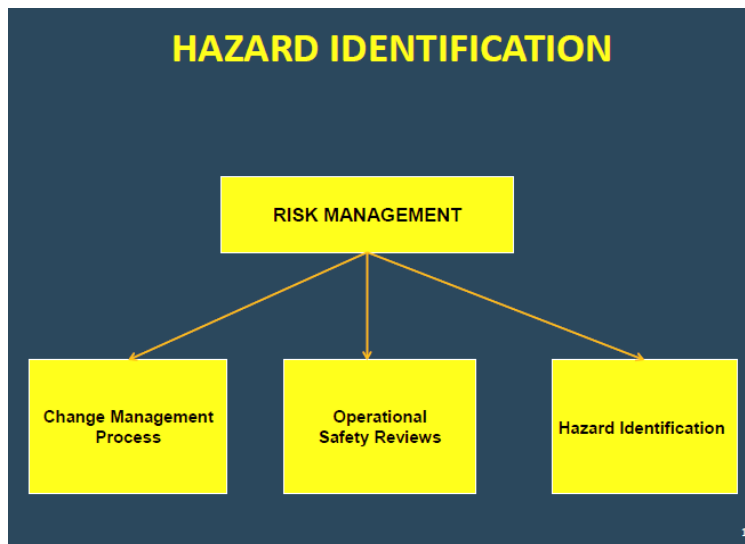 HAZARD IDENTIFICATION
RISK MANAGEMENT
Change Management
Process
Operational
Safety Reviews
Hazard Identification